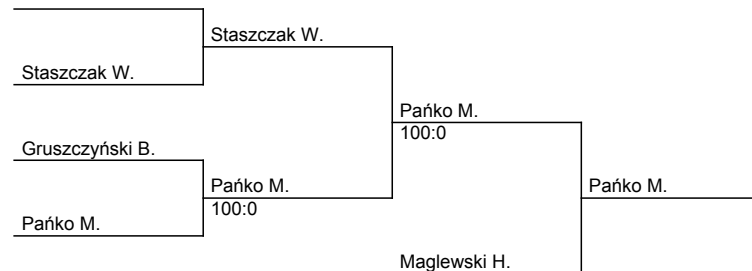 Staszczak W.
Staszczak W.
Gruszczyński B.
Pańko M.
Pańko M.
100:0
Pańko M.
100:0
Maglewski H.
Pańko M.